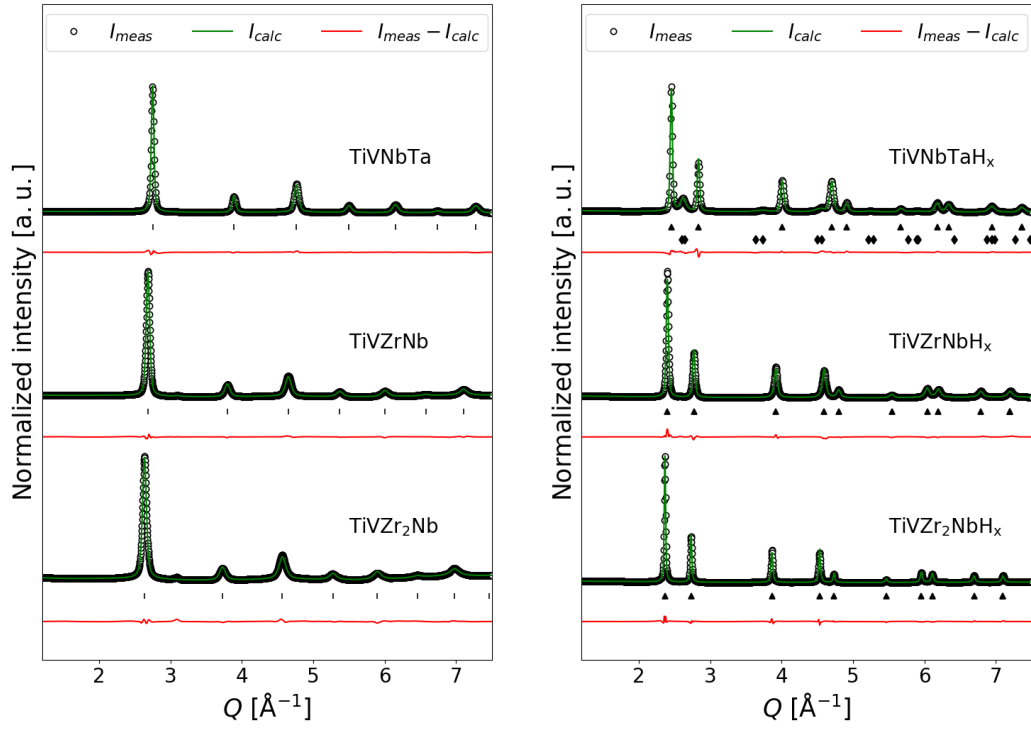 I_meas I_calc I_meas − I_calc
Normalized intensity [a. u.]
TiVNbTa
TiVZrNb
TiVZr₂Nb
2 3 4 5 6 7
Q [Å⁻¹]
I_meas I_calc I_meas − I_calc
Normalized intensity [a. u.]
TiVNbTaHₓ
TiVZrNbHₓ
TiVZr₂NbHₓ
2 3 4 5 6 7
Q [Å⁻¹]